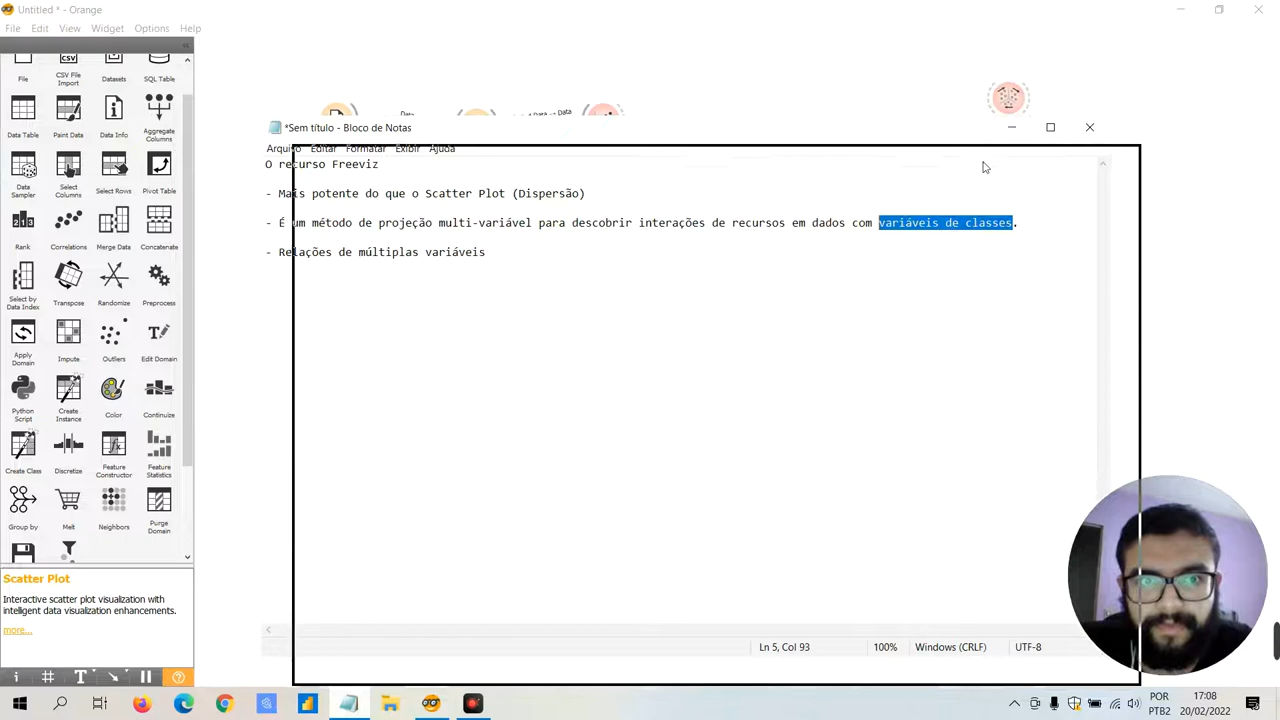 Untitled * - Orange
File Edit View Widget Options Help
File
CSV File Import
Datasets
SQL Table
Data Table
Paint Data
Data Info
Aggregate Columns
Data Sampler
Select Columns
Select Rows
Pivot Table
Rank
Correlations
Merge Data
Concatenate
Select by Data Index
Transpose
Randomize
Preprocess
Apply Domain
Impute
Outliers
Edit Domain
Python Script
Create Instance
Color
Continuize
Create Class
Discretize
Feature Constructor
Feature Statistics
Group by
Melt
Neighbors
Purge Domain
Scatter Plot
Interactive scatter plot visualization with
intelligent data visualization enhancements.
more...
Data
Data → Data
*Sem título - Bloco de Notas
Arquivo Editar Formatar Exibir Ajuda
O recurso Freeviz
- Mais potente do que o Scatter Plot (Dispersão)
- É um método de projeção multi-variável para descobrir interações de recursos em dados com variáveis de classes.
- Relações de múltiplas variáveis
Ln 5, Col 93 100% Windows (CRLF) UTF-8
POR
PTB2
17:08
20/02/2022